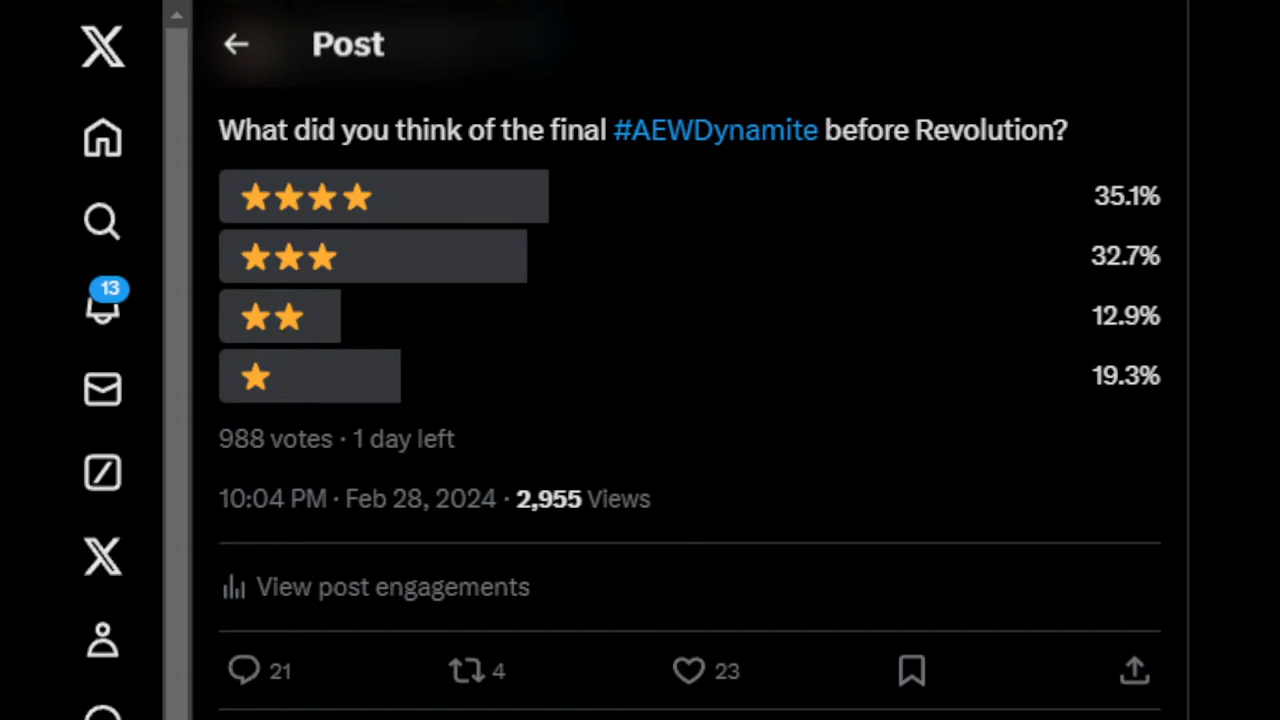 Post
What did you think of the final #AEWDynamite before Revolution?
35.1%
32.7%
12.9%
19.3%
13
988 votes · 1 day left
10:04 PM · Feb 28, 2024 · 2,955 Views
View post engagements
21 4 23